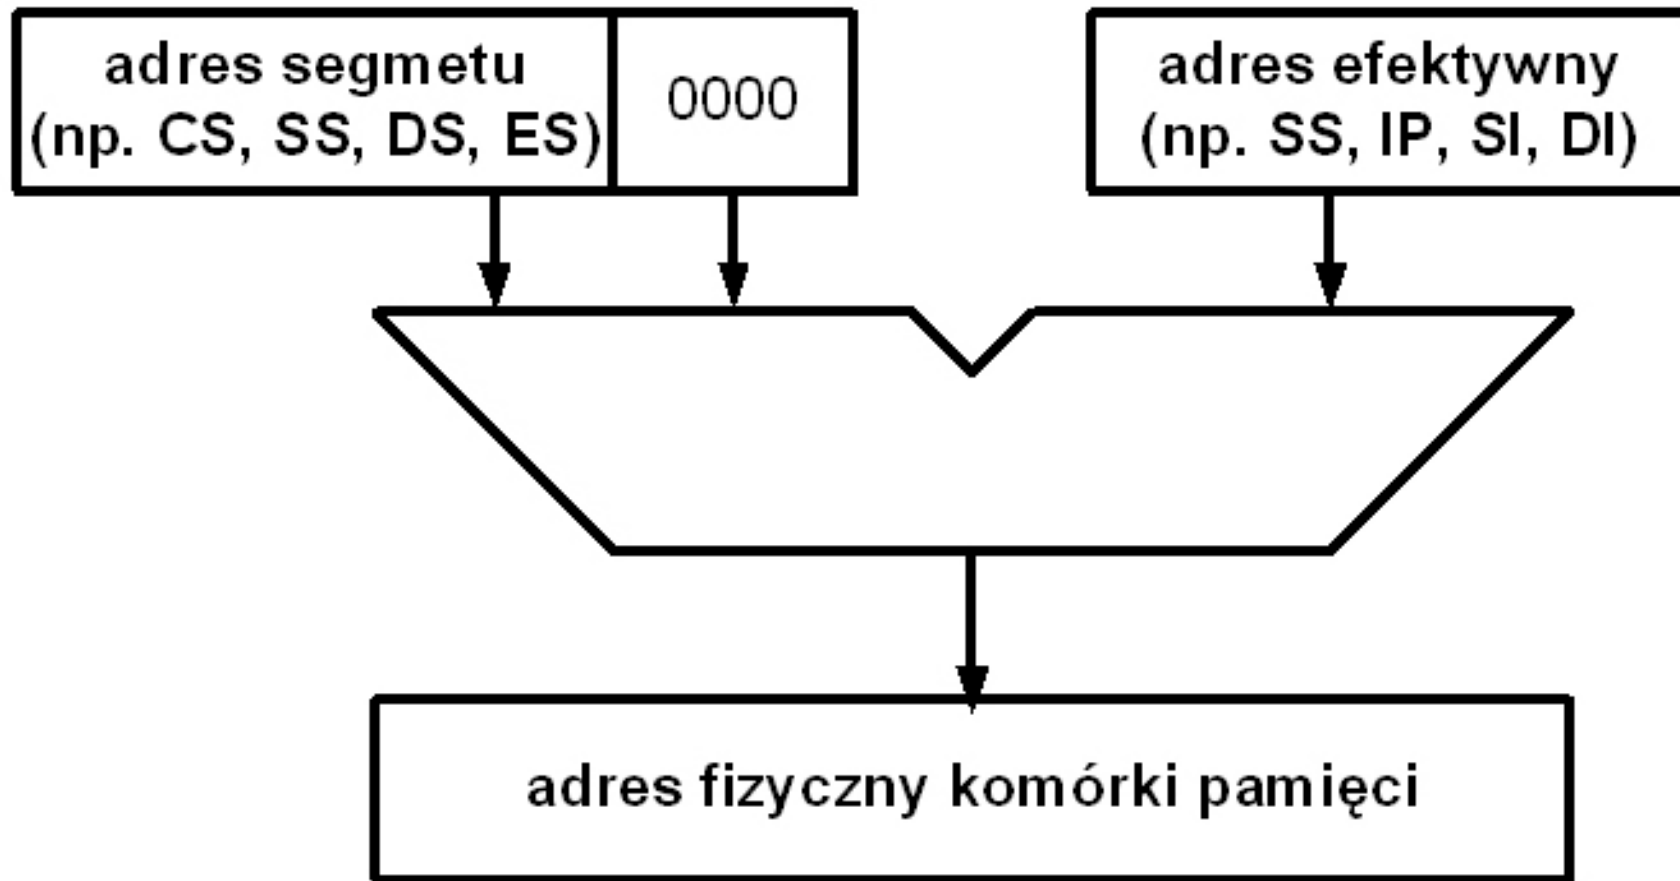 adres segmetu
(np. CS, SS, DS, ES)
0000
adres efektywny
(np. SS, IP, SI, DI)
adres fizyczny komórki pamięci